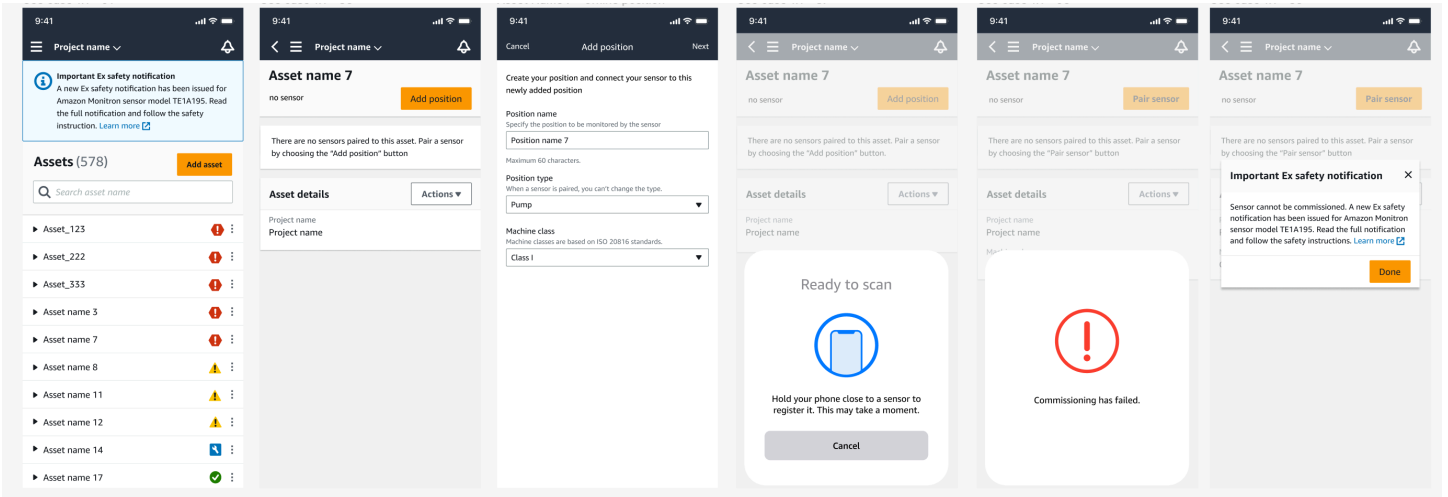 9:41
Project name
Important Ex safety notification
A new Ex safety notification has been issued for
Amazon Monitron sensor model TE1A195. Read
the full notification and follow the safety
instruction. Learn more
Assets (578)
Add asset
Search asset name
Asset_123
Asset_222
Asset_333
Asset name 3
Asset name 7
Asset name 8
Asset name 11
Asset name 12
Asset name 14
Asset name 17
9:41
Project name
Asset name 7
no sensor
Add position
There are no sensors paired to this asset. Pair a sensor
by choosing the “Add position” button
Asset details
Actions
Project name
Project name
9:41
Cancel
Add position
Next
Create your position and connect your sensor to this
newly added position
Position name
Specify the position to be monitored by the sensor
Position name 7
Maximum 60 characters.
Position type
When a sensor is paired, you can't change the type.
Pump
Machine class
Machine classes are based on ISO 20816 standards.
Class I
9:41
Project name
Asset name 7
no sensor
Add position
There are no sensors paired to this asset. Pair a sensor
by choosing the “Add position” button.
Asset details
Actions
Project name
Project name
Ready to scan
Hold your phone close to a sensor to
register it. This may take a moment.
Cancel
9:41
Project name
Asset name 7
no sensor
Pair sensor
There are no sensors paired to this asset. Pair a sensor
by choosing the “Pair sensor” button
Asset details
Actions
Project name
Project name
Commissioning has failed.
9:41
Project name
Asset name 7
no sensor
Pair sensor
There are no sensors paired to this asset. Pair a sensor
by choosing the “Pair sensor” button
Important Ex safety notification
Sensor cannot be commissioned. A new Ex safety
notification has been issued for Amazon Monitron
sensor model TE1A195. Read the full notification
and follow the safety instructions. Learn more
Done